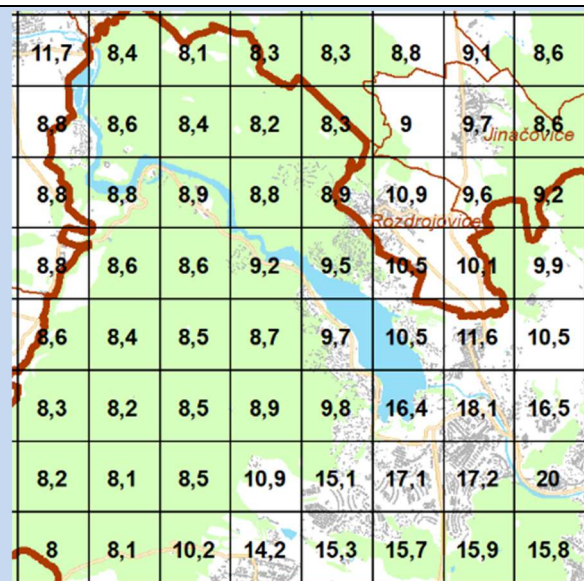 11,7 8,4 8,1 8,3 8,3 8,8 9,1 8,6
8,8 8,6 8,4 8,2 8,3 9 9,7 8,6
Jinačovice
8,8 8,8 8,9 8,8 8,9 10,9 9,6 9,2
Rozdrojovice
8,8 8,6 8,6 9,2 9,5 10,5 10,1 9,9
8,6 8,4 8,5 8,7 9,7 10,5 11,6 10,5
8,3 8,2 8,5 8,9 9,8 16,4 18,1 16,5
8,2 8,1 8,5 10,9 15,1 17,1 17,2 20
8 8,1 10,2 14,2 15,3 15,7 15,9 15,8